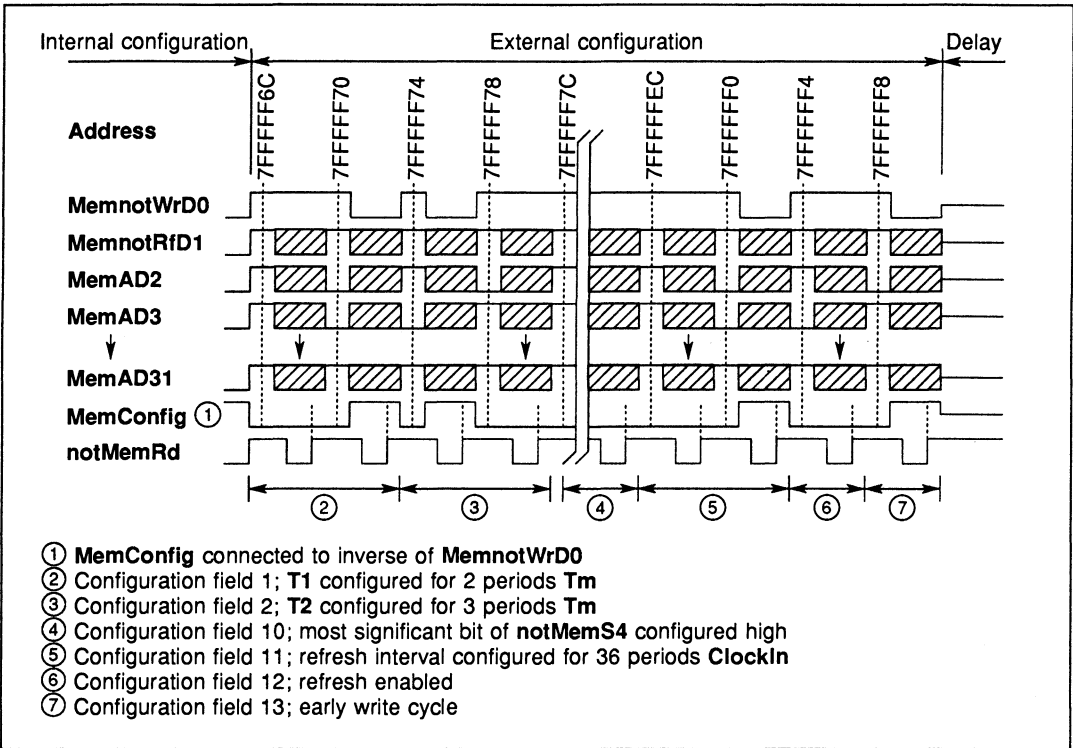 Internal configuration External configuration Delay
Address 7FFFFF6C 7FFFFF70 7FFFFF74 7FFFFF78 7FFFFF7C 7FFFFFEC 7FFFFFF0 7FFFFFF4 7FFFFFF8
MemnotWrD0
MemnotRfD1
MemAD2
MemAD3
MemAD31
MemConfig ①
notMemRd
② ③ ④ ⑤ ⑥ ⑦
① MemConfig connected to inverse of MemnotWrD0
② Configuration field 1; T1 configured for 2 periods Tm
③ Configuration field 2; T2 configured for 3 periods Tm
④ Configuration field 10; most significant bit of notMemS4 configured high
⑤ Configuration field 11; refresh interval configured for 36 periods ClockIn
⑥ Configuration field 12; refresh enabled
⑦ Configuration field 13; early write cycle